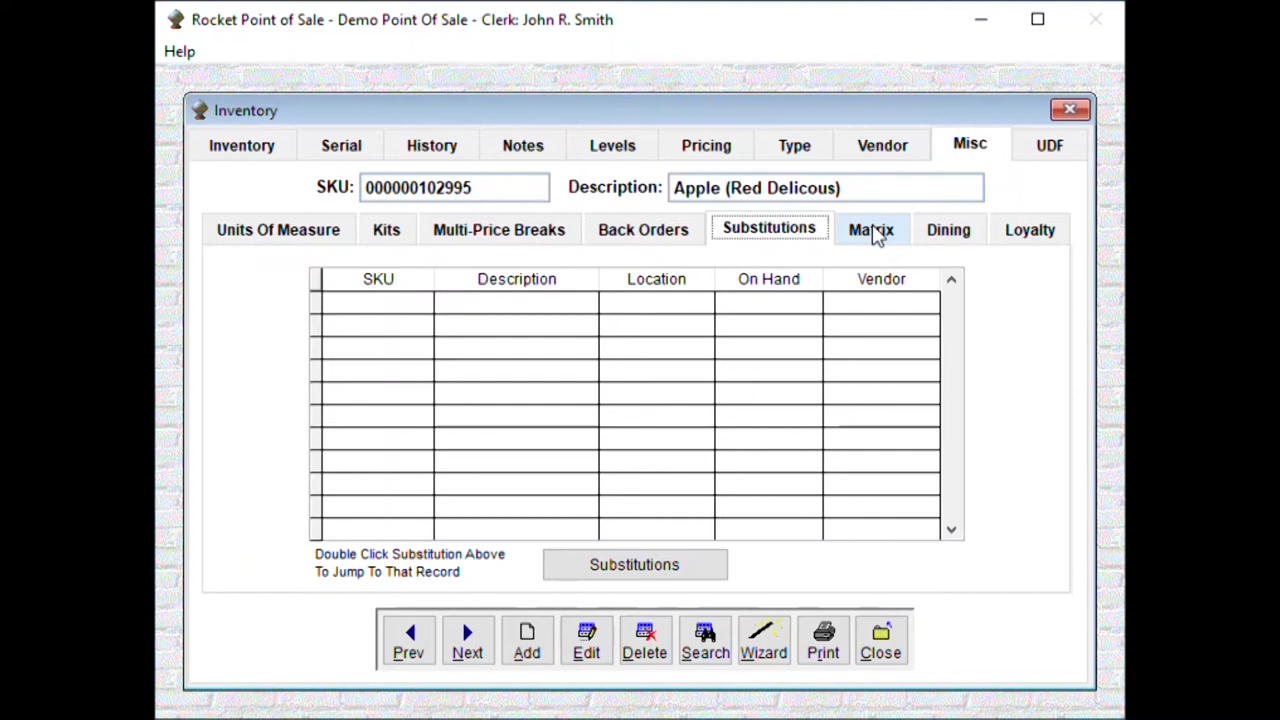 Rocket Point of Sale - Demo Point Of Sale - Clerk: John R. Smith
Help
Inventory
Inventory Serial History Notes Levels Pricing Type Vendor Misc UDF
SKU: 000000102995 Description: Apple (Red Delicous)
Units Of Measure Kits Multi-Price Breaks Back Orders Substitutions Matrix Dining Loyalty
SKU Description Location On Hand Vendor
Double Click Substitution Above
To Jump To That Record
Substitutions
Prev Next Add Edit Delete Search Wizard Print Close